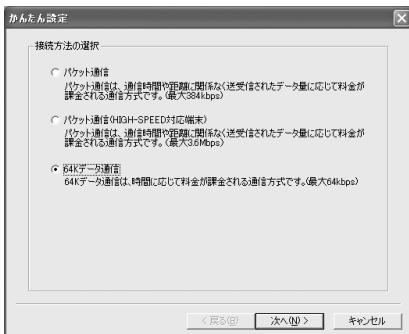 かんたん設定
接続方法の選択
パケット通信
パケット通信は、通信時間や距離に関係なく送受信されたデータ量に応じて料金が
課金される通信方式です。(最大384kbps)
パケット通信(HIGH-SPEED対応端末)
パケット通信は、通信時間や距離に関係なく送受信されたデータ量に応じて料金が
課金される通信方式です。(最大3.6Mbps)
64Kデータ通信
64Kデータ通信は、時間に応じて料金が課金される通信方式です。(最大64kbps)
< 戻る(B) 次へ(N) > キャンセル